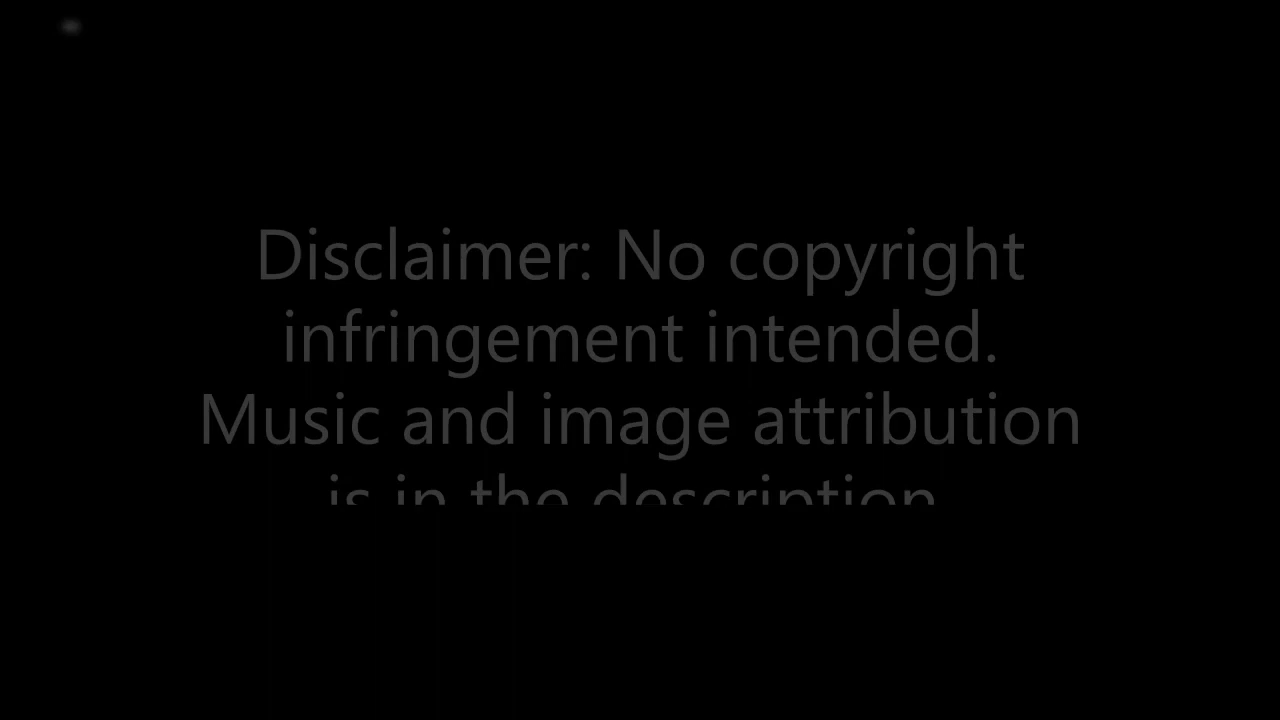 Disclaimer: No copyright
infringement intended.
Music and image attribution
is in the description